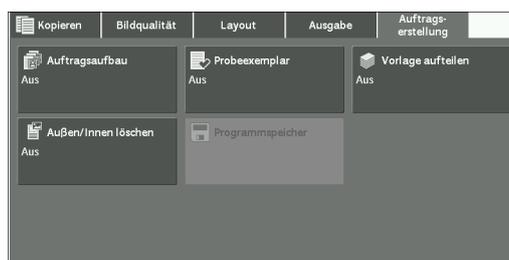 Kopieren
Bildqualität
Layout
Ausgabe
Auftrags-
erstellung
Auftragsaufbau
Aus
Probeexemplar
Aus
Vorlage aufteilen
Aus
Außen/Innen löschen
Aus
Programmspeicher